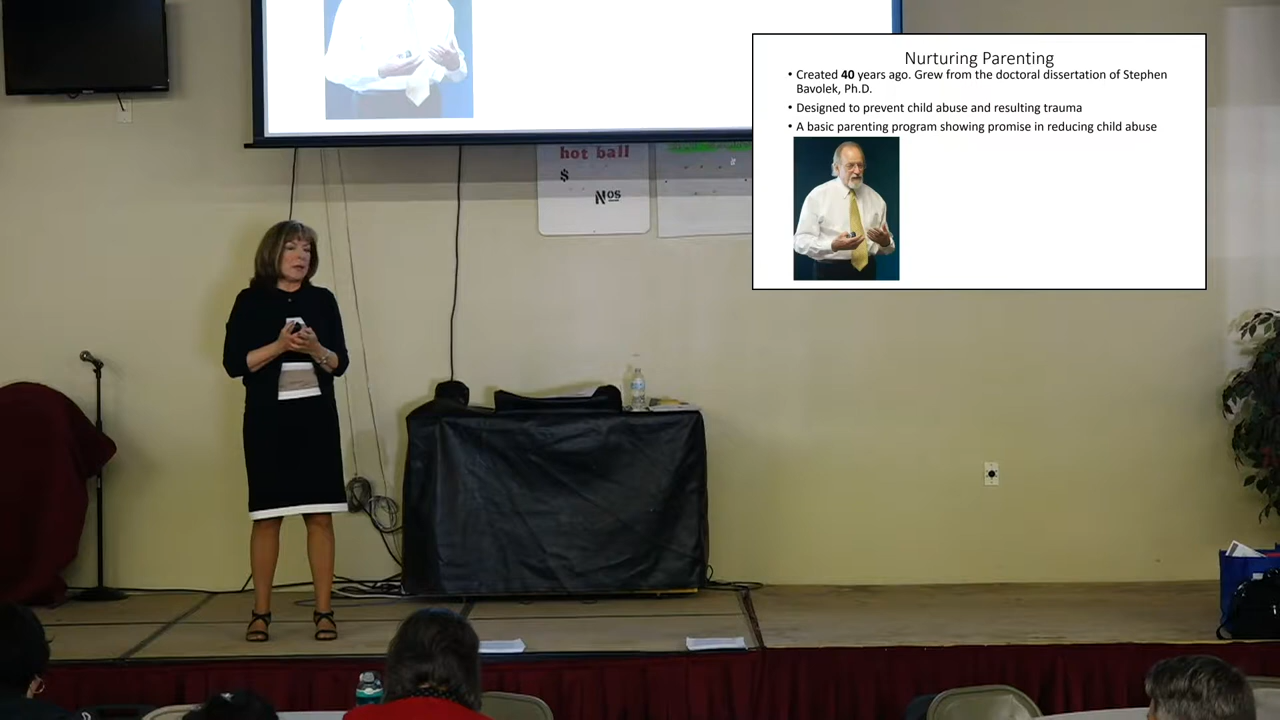 Nurturing Parenting
• Created 40 years ago. Grew from the doctoral dissertation of Stephen
Bavolek, Ph.D.
• Designed to prevent child abuse and resulting trauma
• A basic parenting program showing promise in reducing child abuse
hot ball
$
Nos
#